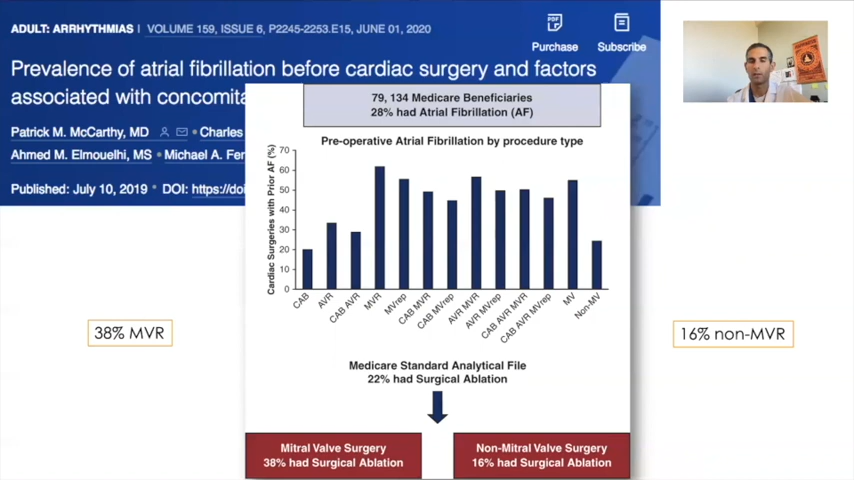 ADULT: ARRHYTHMIAS | VOLUME 159, ISSUE 6, P2245-2253.E15, JUNE 01, 2020
Purchase
Subscribe
Prevalence of atrial fibrillation before cardiac surgery and factors
associated with concomita
Patrick M. McCarthy, MD • Charles
Ahmed M. Elmouelhi, MS • Michael A. Fer
Published: July 10, 2019 * DOI: https://doi
79, 134 Medicare Beneficiaries
28% had Atrial Fibrillation (AF)
Pre-operative Atrial Fibrillation by procedure type
Cardiac Surgeries with Prior AF (%)
70
60
50
40
30
20
10
0
CAB
AVR
CAB AVR
MVR
MVrep
CAB MVR
CAB MVrep
AVR MVR
AVR MVrep
CAB AVR MVR
CAB AVR MVrep
MV
Non-MV
38% MVR
16% non-MVR
Medicare Standard Analytical File
22% had Surgical Ablation
Mitral Valve Surgery
38% had Surgical Ablation
Non-Mitral Valve Surgery
16% had Surgical Ablation